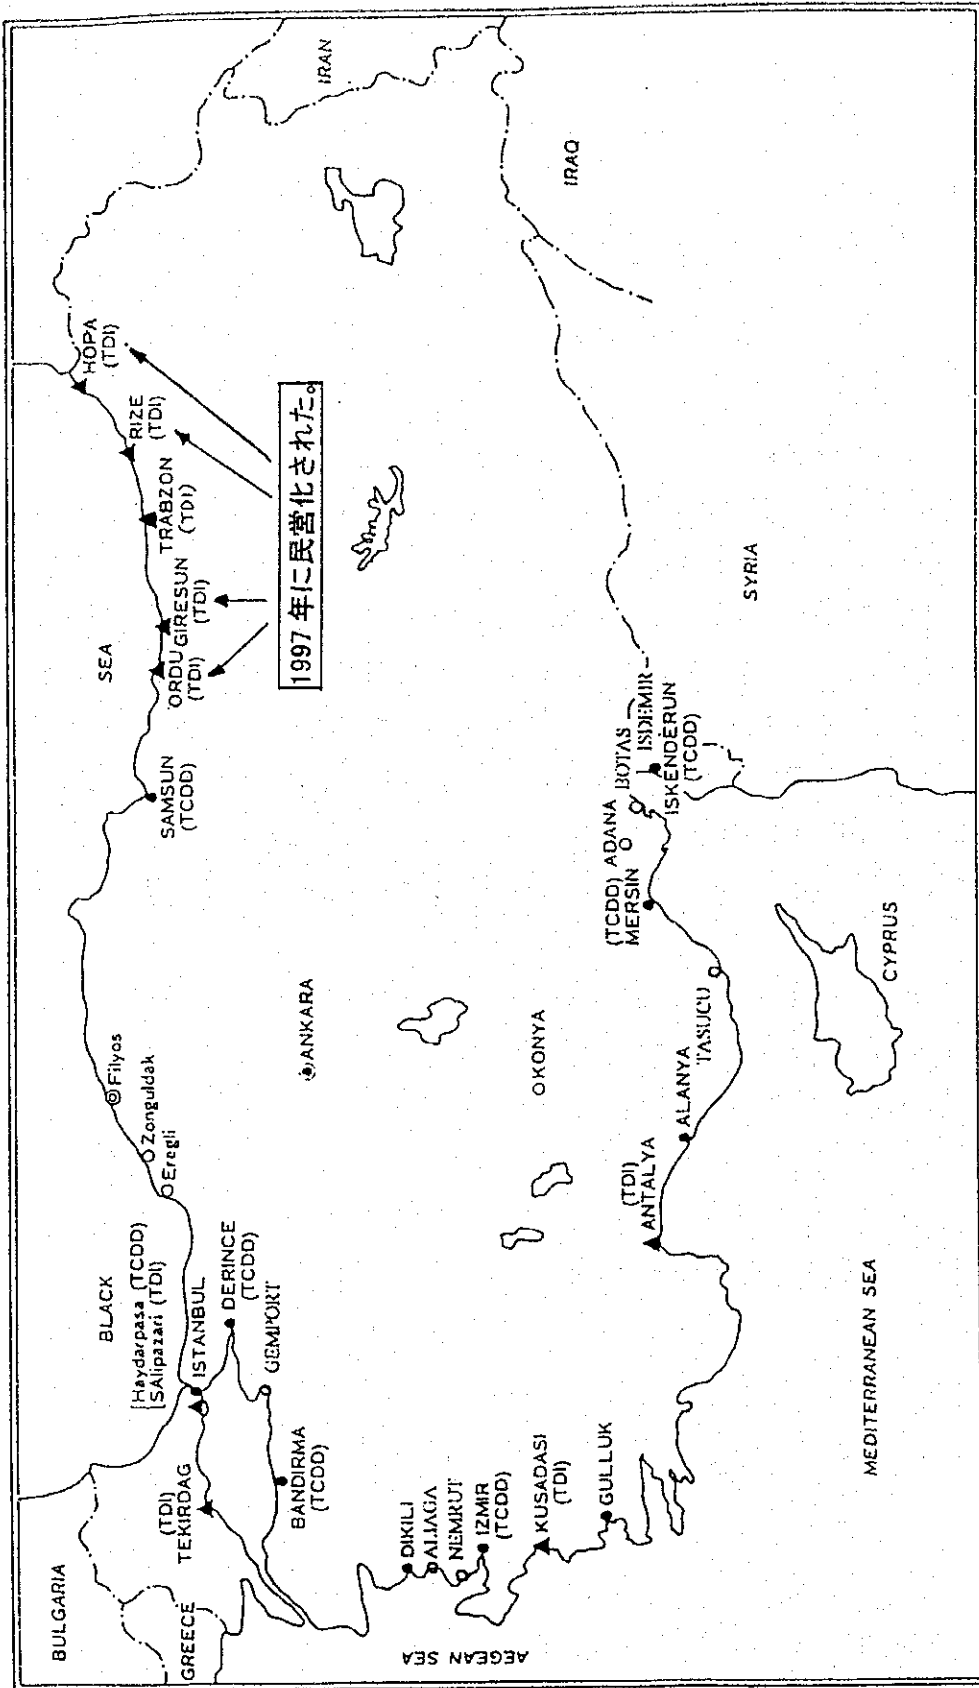 BULGARIA
GREECE
BLACK
SEA
IRAN
IRAQ
SYRIA
CYPRUS
MEDITERRANEAN SEA
AEGEAN SEA
[Haydarpasa (TCDD)
[SAlipazari (TDI)
ISTANBUL
(TDI)
TEKIRDAG
DERINCE
(TCDD)
GEMPORT
BANDIRMA
(TCDD)
Eregli
Zonguldak
Filyos
SAMSUN
(TCDD)
ORDU
(TDI)
GIRESUN
(TDI)
TRABZON
(TDI)
RIZE
(TDI)
HOPA
(TDI)
1997 年に民営化された。
ANKARA
OKONYA
DIKILI
ALIAGA
NEMRUT
IZMIR
(TCDD)
KUSADASI
(TDI)
GULLUK
(TDI)
ANTALYA
ALANYA
TASUCU
(TCDD)
MERSIN
ADANA
BOTAS
ISDEMIR
ISKENDERUN
(TCDD)